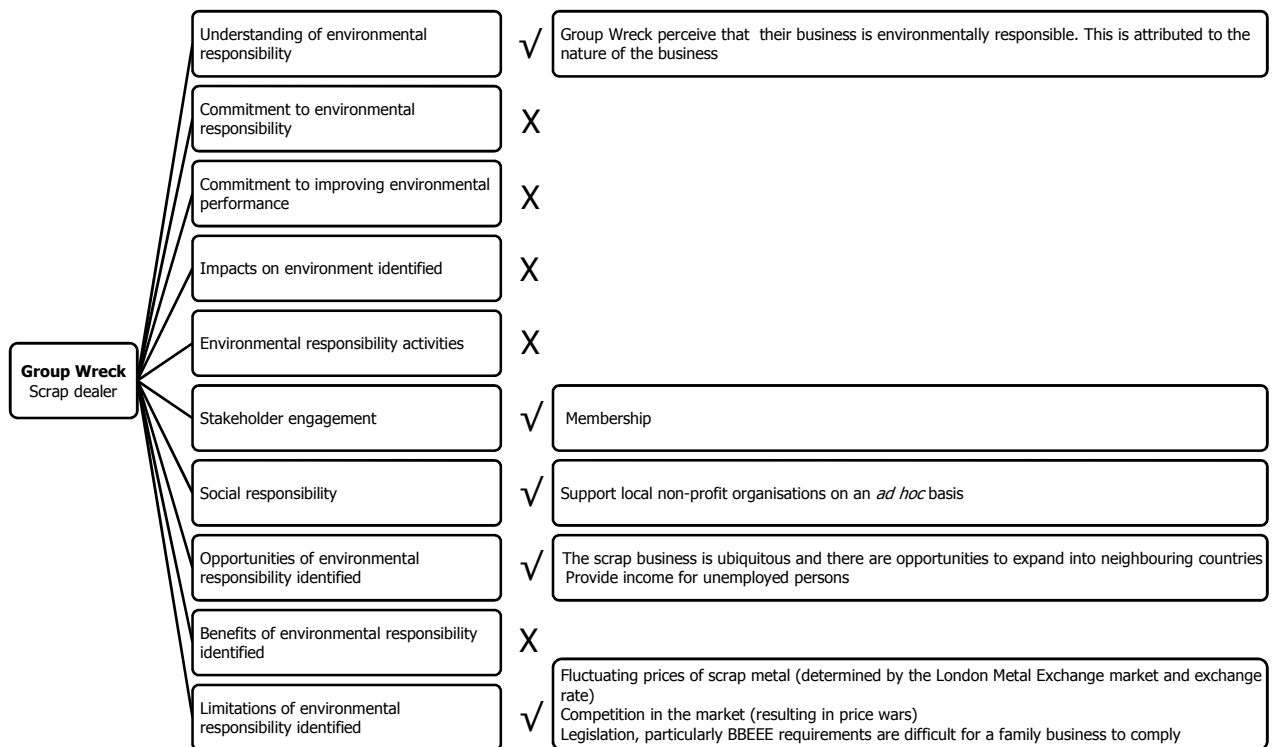 Understanding of environmental
responsibility
√
Group Wreck perceive that their business is environmentally responsible. This is attributed to the
nature of the business
Commitment to environmental
responsibility
X
Commitment to improving environmental
performance
X
Impacts on environment identified
X
Environmental responsibility activities
X
Group Wreck
Scrap dealer
Stakeholder engagement
√
Membership
Social responsibility
√
Support local non-profit organisations on an ad hoc basis
Opportunities of environmental
responsibility identified
√
The scrap business is ubiquitous and there are opportunities to expand into neighbouring countries
Provide income for unemployed persons
Benefits of environmental responsibility
identified
X
Limitations of environmental
responsibility identified
√
Fluctuating prices of scrap metal (determined by the London Metal Exchange market and exchange
rate)
Competition in the market (resulting in price wars)
Legislation, particularly BBEEE requirements are difficult for a family business to comply